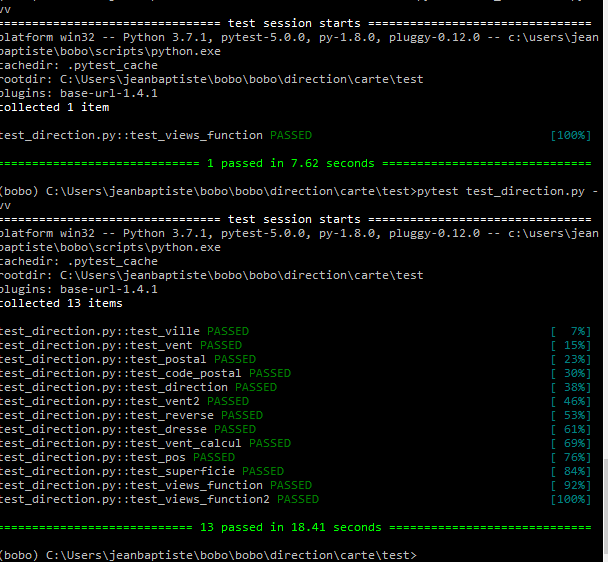 vv
================================= test session starts =================================
platform win32 -- Python 3.7.1, pytest-5.0.0, py-1.8.0, pluggy-0.12.0 -- c:\users\jean
baptiste\bobo\scripts\python.exe
cachedir: .pytest_cache
rootdir: C:\Users\jeanbaptiste\bobo\bobo\direction\carte\test
plugins: base-url-1.4.1
collected 1 item

test_direction.py::test_views_function PASSED [100%]

============================== 1 passed in 7.62 seconds ==============================

(bobo) C:\Users\jeanbaptiste\bobo\bobo\direction\carte\test>pytest test_direction.py -
vv
================================= test session starts =================================
platform win32 -- Python 3.7.1, pytest-5.0.0, py-1.8.0, pluggy-0.12.0 -- c:\users\jean
baptiste\bobo\scripts\python.exe
cachedir: .pytest_cache
rootdir: C:\Users\jeanbaptiste\bobo\bobo\direction\carte\test
plugins: base-url-1.4.1
collected 13 items

test_direction.py::test_ville PASSED [  7%]
test_direction.py::test_vent PASSED [ 15%]
test_direction.py::test_postal PASSED [ 23%]
test_direction.py::test_code_postal PASSED [ 30%]
test_direction.py::test_direction PASSED [ 38%]
test_direction.py::test_vent2 PASSED [ 46%]
test_direction.py::test_reverse PASSED [ 53%]
test_direction.py::test_dresse PASSED [ 61%]
test_direction.py::test_vent_calcul PASSED [ 69%]
test_direction.py::test_pos PASSED [ 76%]
test_direction.py::test_superficie PASSED [ 84%]
test_direction.py::test_views_function PASSED [ 92%]
test_direction.py::test_views_function2 PASSED [100%]

============================= 13 passed in 18.41 seconds =============================

(bobo) C:\Users\jeanbaptiste\bobo\bobo\direction\carte\test>